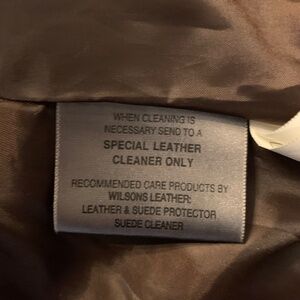 WHEN CLEANING IS
NECESSARY SEND TO A
SPECIAL LEATHER
CLEANER ONLY
RECOMMENDED CARE PRODUCTS BY
WILSONS LEATHER:
LEATHER & SUEDE PROTECTOR
SUEDE CLEANER